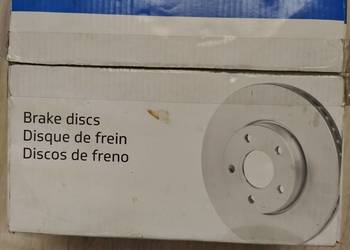 Brake discs
Disque de frein
Discos de freno